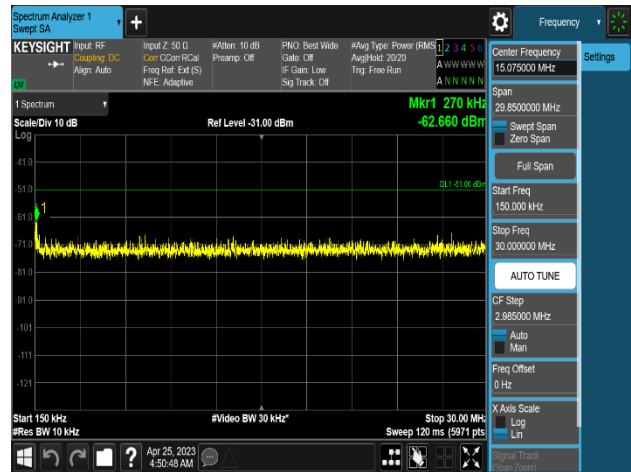 Spectrum Analyzer 1
Swept SA
Frequency
KEYSIGHT
Input: RF
Coupling: DC
Align: Auto
Input Z: 50 Ω
Corr CCorr RCal
Freq Ref: Ext (S)
NFE: Adaptive
#Atten: 10 dB
Preamp: Off
PNO: Best Wide
Gate: Off
IF Gain: Low
Sig Track: Off
#Avg Type: Power (RMS
Avg|Hold: 20/20
Trig: Free Run
1 2 3 4 5 6
A W W W W W
A N N N N N
LXI
1 Spectrum
Scale/Div 10 dB
Log
Ref Level -31.00 dBm
Mkr1 270 kHz
-62.660 dBm
-41.0
-51.0
-61.0
-71.0
-81.0
-91.0
-101
-111
-121
DL1 -51.00 dBm
1
Start 150 kHz
#Res BW 10 kHz
#Video BW 30 kHz*
Stop 30.00 MHz
Sweep 120 ms (5971 pts)
Center Frequency
15.075000 MHz
Settings
Span
29.8500000 MHz
Swept Span
Zero Span
Full Span
Start Freq
150.000 kHz
Stop Freq
30.000000 MHz
AUTO TUNE
CF Step
2.985000 MHz
Auto
Man
Freq Offset
0 Hz
X Axis Scale
Log
Lin
Signal Track
(Span Zoom)
?
Apr 25, 2023
4:50:48 AM